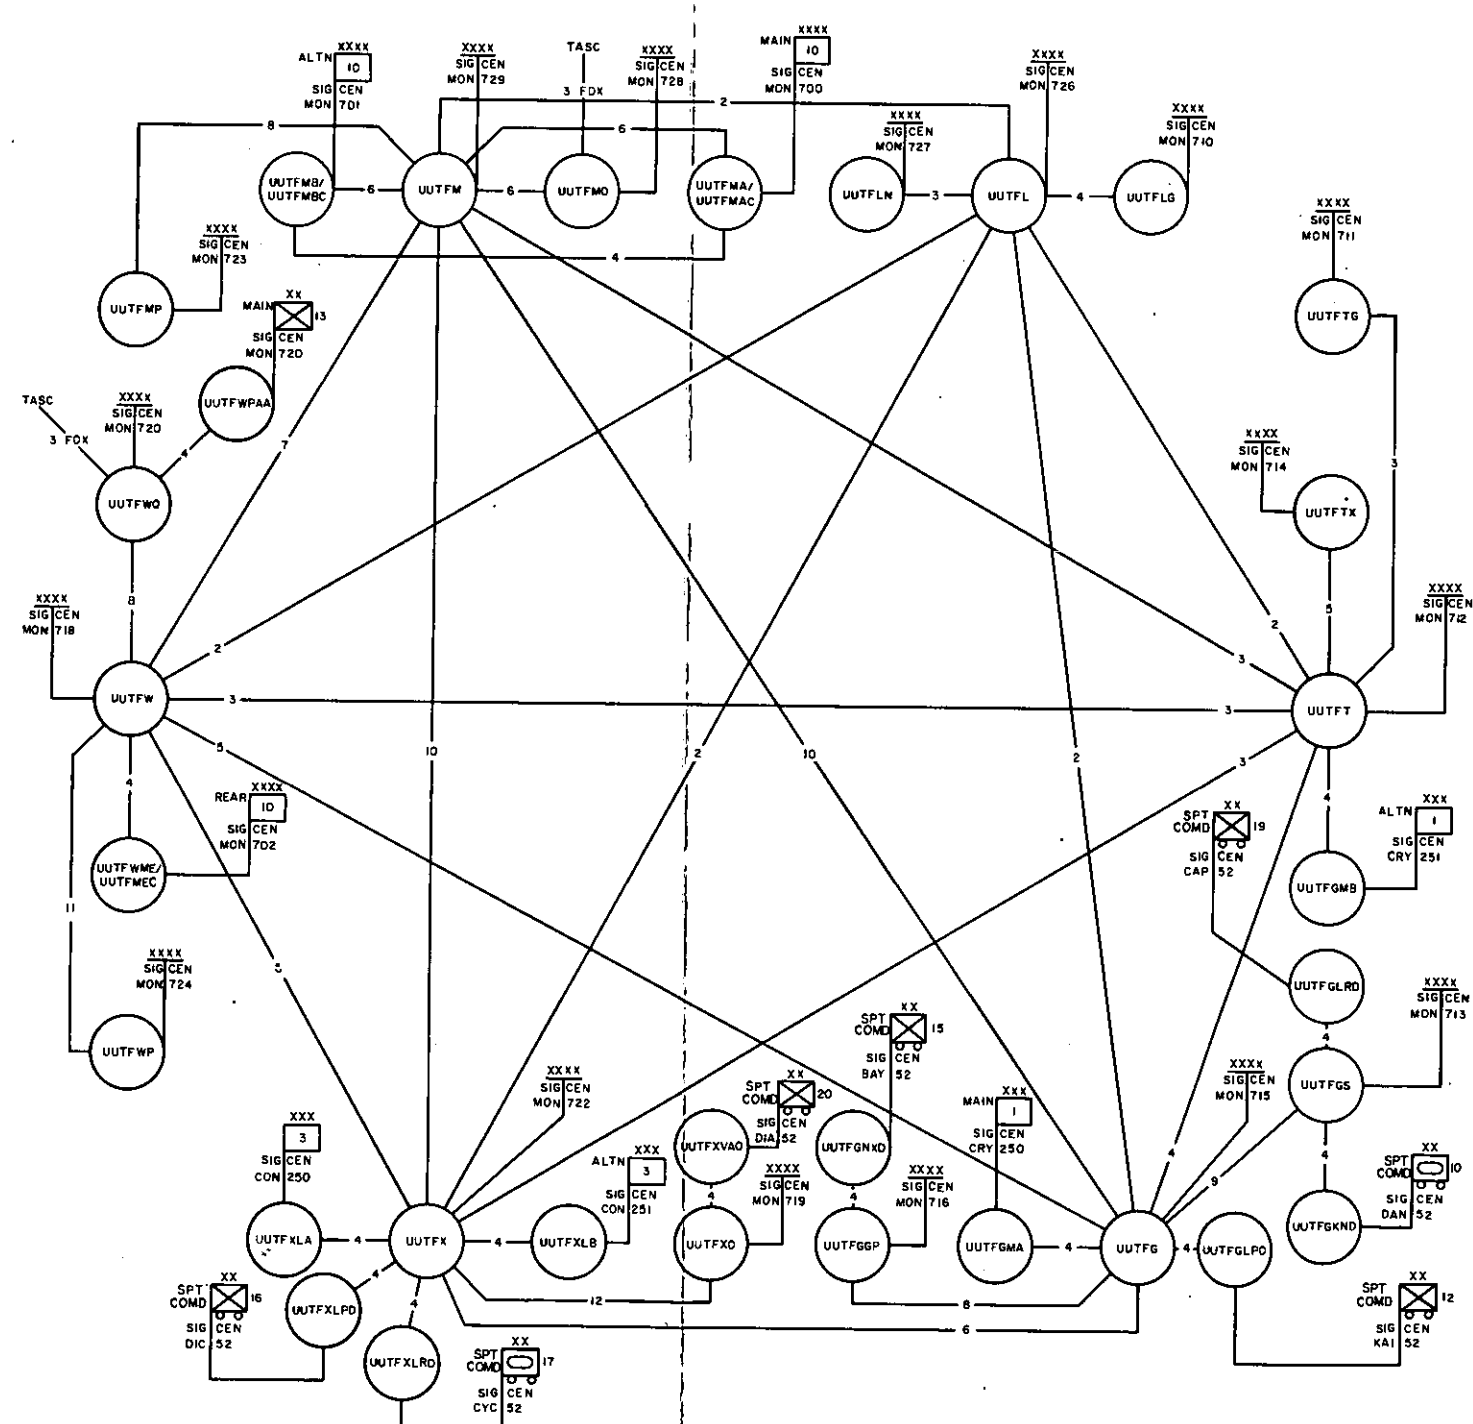 XXXX
ALTN 10
SIG CEN
MON 701
XXXX
SIG CEN
MON 729
TASC
3 FDX
XXXX
SIG CEN
MON 728
XXXX
MAIN 10
SIG CEN
MON 700
XXXX
SIG CEN
MON 726
XXXX
SIG CEN
MON 727
XXXX
SIG CEN
MON 710
8
2
6
UUTFMB/
UUTFMBC
6
UUTFM
6
UUTFMO
UUTFMA/
UUTFMAC
UUTFLN
3
UUTFL
4
UUTFLG
4
XXXX
SIG CEN
MON 723
UUTFMP
XXXX
SIG CEN
MON 711
UUTFTG
XX
MAIN 13
SIG CEN
MON 720
UUTFWPAA
TASC
3 FDX
XXXX
SIG CEN
MON 720
4
UUTFWO
7
XXXX
SIG CEN
MON 714
3
UUTFTX
8
5
XXXX
SIG CEN
MON 718
XXXX
SIG CEN
MON 712
2
2
3
UUTFW
3
3
UUTFT
5
10
2
10
2
3
4
4
XXXX
REAR 10
SIG CEN
MON 702
UUTFWME/
UUTFMEC
11
XX
SPT
COMD 19
SIG CEN
CAP 52
XXX
ALTN 1
SIG CEN
CRY 251
UUTFGMB
5
XXXX
SIG CEN
MON 724
UUTFWP
UUTFGLRD
4
XXXX
SIG CEN
MON 713
UUTFGS
XX
SPT
COMD 15
SIG CEN
BAY 52
XXXX
SIG CEN
MON 722
XX
SPT
COMD 20
SIG CEN
DIA 52
XXX
MAIN 1
SIG CEN
CRY 250
XXXX
SIG CEN
MON 715
XXX
3
SIG CEN
CON 250
XXX
ALTN 3
SIG CEN
CON 251
UUTFXVAO
UUTFGNXD
4
4
9
4
XX
SPT
COMD 10
SIG CEN
DAN 52
UUTFGKND
4
4
XXXX
SIG CEN
MON 719
XXXX
SIG CEN
MON 716
UUTFXLA
4
UUTFX
4
UUTFXLB
UUTFXO
UUTFGGP
UUTFGMA
4
UUTFG
4
UUTFGLPD
4
4
12
8
6
XX
SPT
COMD 16
SIG CEN
DIC 52
UUTFXLPD
UUTFXLRD
XX
SPT
COMD 17
SIG CEN
CYC 52
XX
SPT
COMD 12
SIG CEN
KAI 52